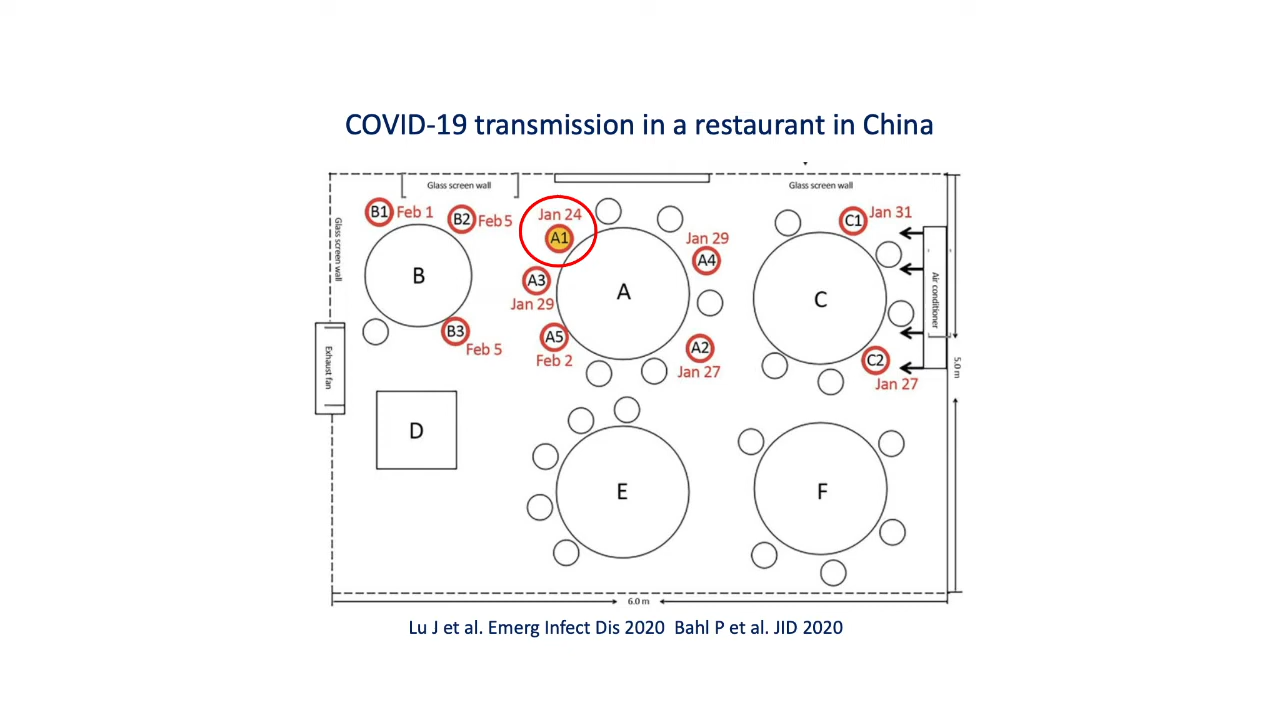 COVID-19 transmission in a restaurant in China
Glass screen wall
Glass screen wall
Glass screen wall
B1 Feb 1
B2 Feb 5
Jan 24
A1
C1 Jan 31
Jan 29
A4
A3
Jan 29
B
A
C
Air conditioner
B3
Feb 5
A5
Feb 2
A2
Jan 27
C2
Jan 27
Exhaust fan
5.0 m
D
E
F
6.0 m
Lu J et al. Emerg Infect Dis 2020 Bahl P et al. JID 2020